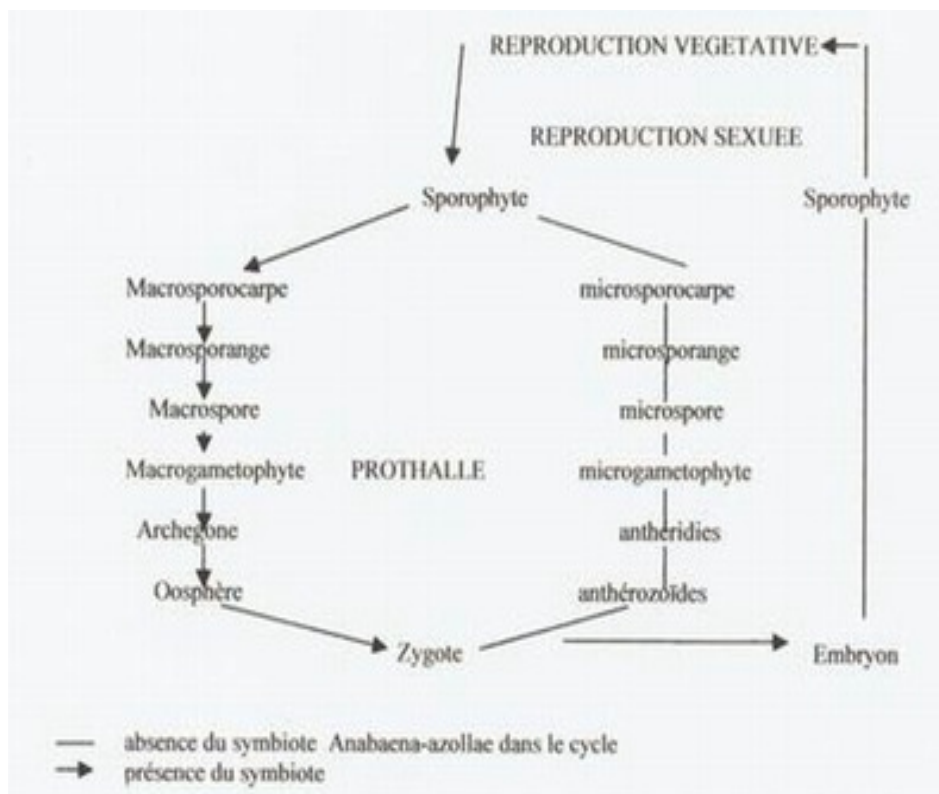 REPRODUCTION VEGETATIVE
REPRODUCTION SEXUEE
Sporophyte
Sporophyte
Macrosporocarpe
microsporocarpe
Macrosporange
microsporange
Macrospore
microspore
Macrogametophyte
PROTHALLE
microgametophyte
Archegone
antheridies
Oosphère
anthérozoïdes
Zygote
Embryon
absence du symbiote Anabaena-azollae dans le cycle
présence du symbiote